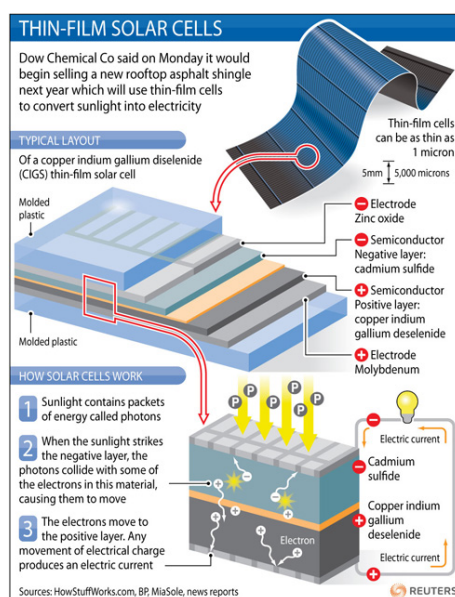 THIN-FILM SOLAR CELLS
Dow Chemical Co said on Monday it would
begin selling a new rooftop asphalt shingle
next year which will use thin-film cells
to convert sunlight into electricity
Thin-film cells
can be as thin as
1 micron
5mm 5,000 microns
TYPICAL LAYOUT
Of a copper indium gallium diselenide
(CIGS) thin-film solar cell
Molded
plastic
Molded plastic
− Electrode
Zinc oxide
− Semiconductor
Negative layer:
cadmium sulfide
+ Semiconductor
Positive layer:
copper indium
gallium deselenide
+ Electrode
Molybdenum
HOW SOLAR CELLS WORK
1 Sunlight contains packets
of energy called photons
2 When the sunlight strikes
the negative layer, the
photons collide with some of
the electrons in this material,
causing them to move
3 The electrons move to
the positive layer. Any
movement of electrical charge
produces an electric current
P P P P
Electron
− Electric current
− Cadmium
sulfide
+ Copper indium
gallium
deselenide
Electric current
+
Sources: HowStuffWorks.com, BP, MiaSole, news reports
REUTERS